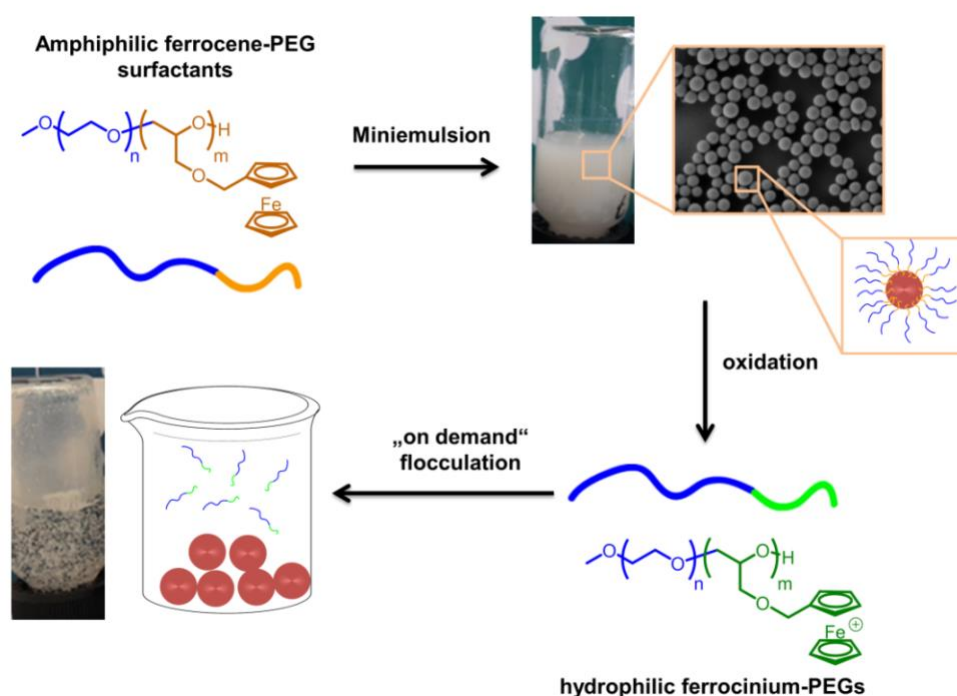 Amphiphilic ferrocene-PEG
surfactants
O
O
n
O
H
m
O
Fe
Miniemulsion
oxidation
„on demand“
flocculation
O
O
n
O
H
m
O
Fe
⊕
hydrophilic ferrocinium-PEGs